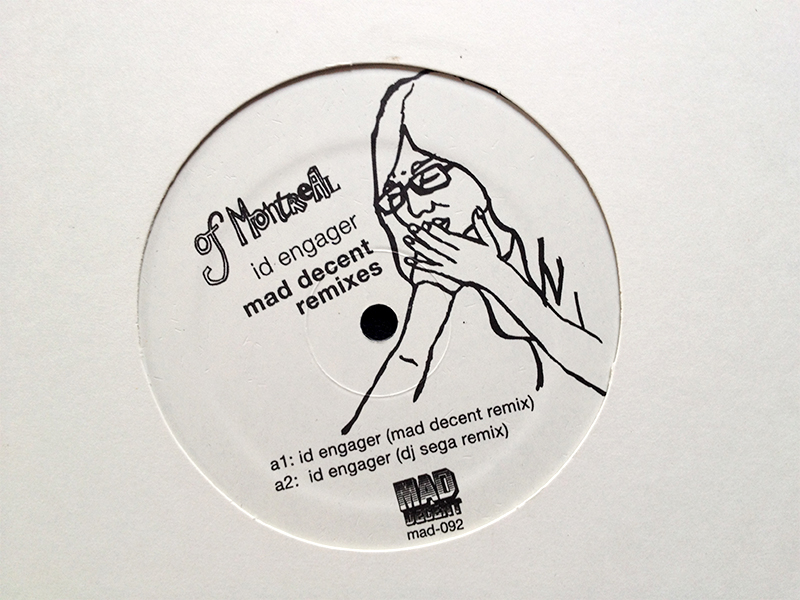 of Montreal
id engager
mad decent
remixes
a1: id engager (mad decent remix)
a2: id engager (dj sega remix)
MAD
DECENT
mad-092